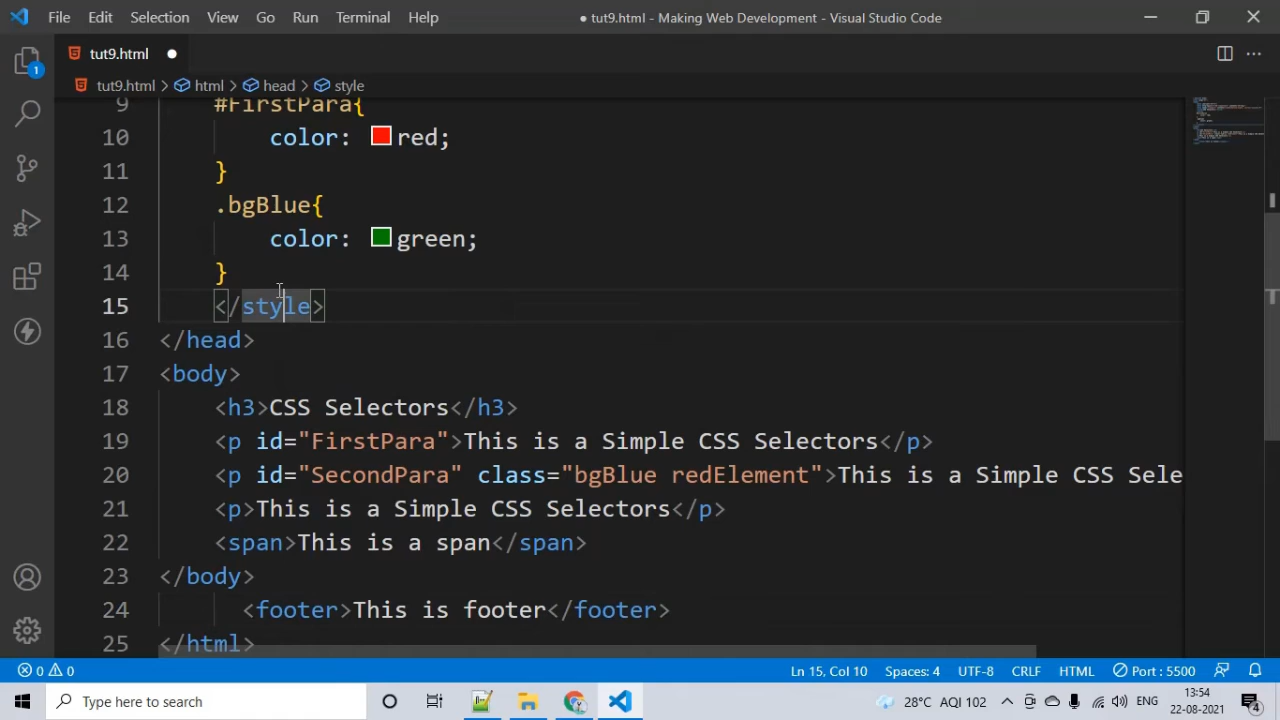 File Edit Selection View Go Run Terminal Help ● tut9.html - Making Web Development - Visual Studio Code
tut9.html ●
tut9.html > html > head > style
1
9 #FirstPara{
10 color: red;
11 }
12 .bgBlue{
13 color: green;
14 }
15 </style>
16 </head>
17 <body>
18 <h3>CSS Selectors</h3>
19 <p id="FirstPara">This is a Simple CSS Selectors</p>
20 <p id="SecondPara" class="bgBlue redElement">This is a Simple CSS Sele
21 <p>This is a Simple CSS Selectors</p>
22 <span>This is a span</span>
23 </body>
24 <footer>This is footer</footer>
25 </html>
0 0 Ln 15, Col 10 Spaces: 4 UTF-8 CRLF HTML Port : 5500
Type here to search 28°C AQI 102 ENG 13:54
22-08-2021 4